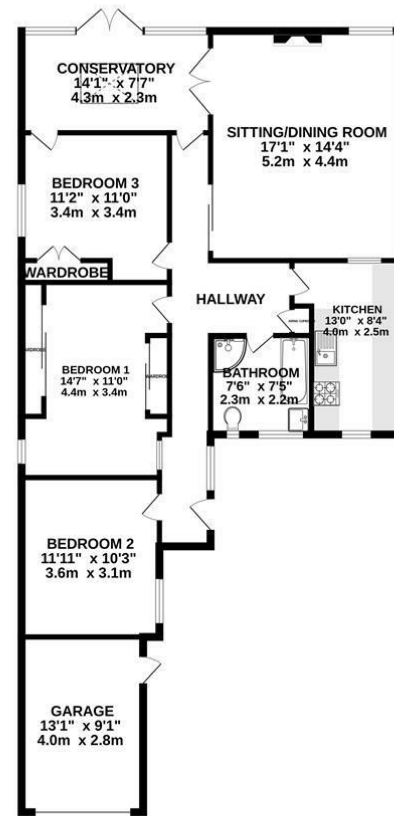 CONSERVATORY
14'1" x 7'7"
4.3m x 2.3m
SITTING/DINING ROOM
17'1" x 14'4"
5.2m x 4.4m
BEDROOM 3
11'2" x 11'0"
3.4m x 3.4m
WARDROBE
HALLWAY
KITCHEN
13'0" x 8'4"
4.0m x 2.5m
WARDROBE
BEDROOM 1
14'7" x 11'0"
4.4m x 3.4m
WARDROBE
BATHROOM
7'6" x 7'5"
2.3m x 2.2m
BEDROOM 2
11'11" x 10'3"
3.6m x 3.1m
GARAGE
13'1" x 9'1"
4.0m x 2.8m